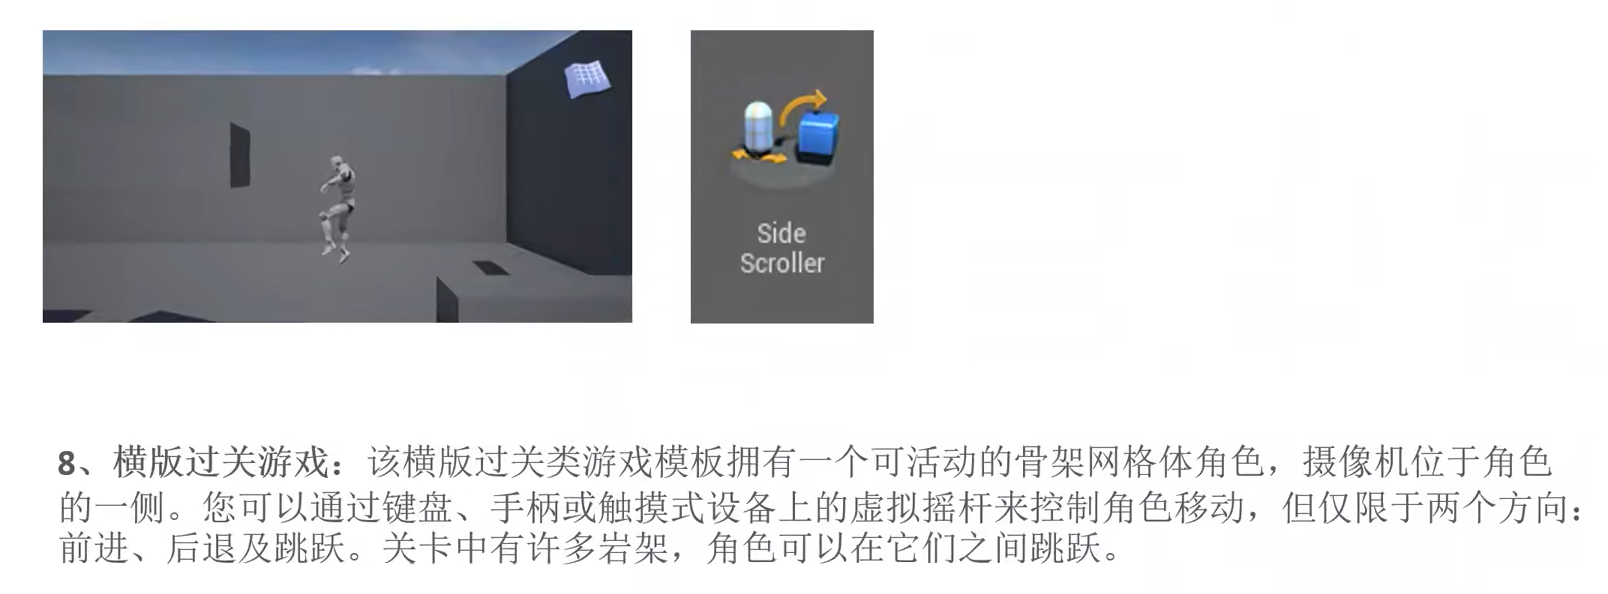 Side
Scroller
8、横版过关游戏：该横版过关类游戏模板拥有一个可活动的骨架网格体角色，摄像机位于角色
的一侧。您可以通过键盘、手柄或触摸式设备上的虚拟摇杆来控制角色移动，但仅限于两个方向：
前进、后退及跳跃。关卡中有许多岩架，角色可以在它们之间跳跃。